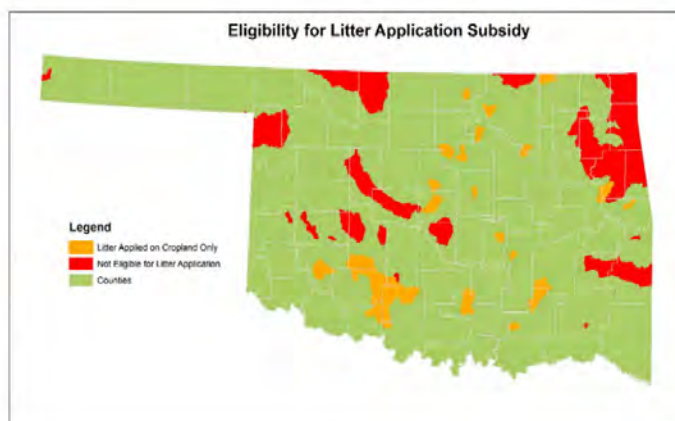 Eligibility for Litter Application Subsidy
Legend
Litter Applied on Cropland Only
Not Eligible for Litter Application
Counties